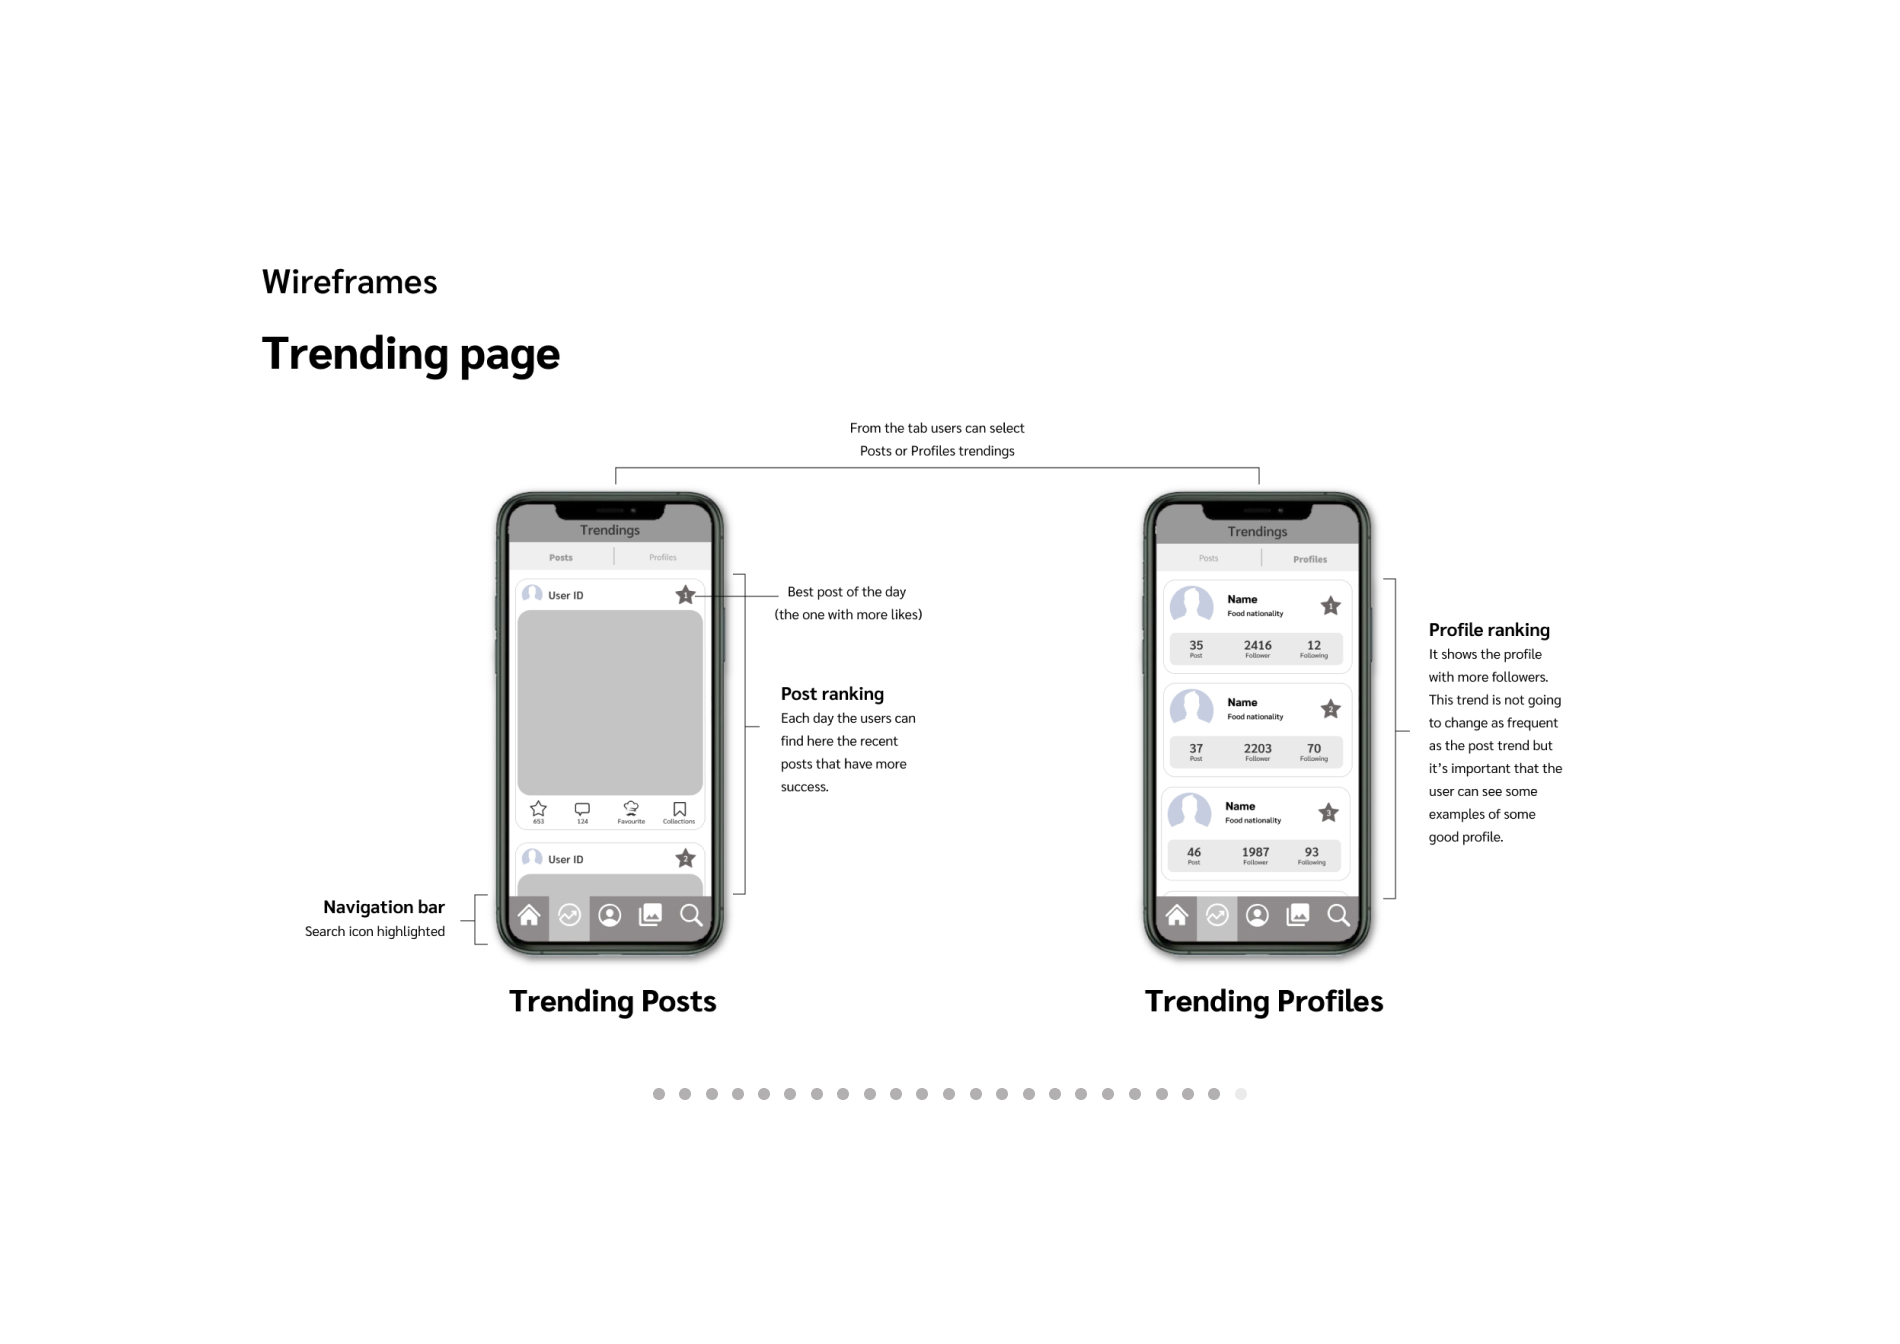 Wireframes
Trending page
From the tab users can select
Posts or Profiles trendings
Trendings
Posts Profiles
User ID 1
653 124 Favourite Collections
User ID 2
Best post of the day
(the one with more likes)
Post ranking
Each day the users can
find here the recent
posts that have more
success.
Navigation bar
Search icon highlighted
Trending Posts
Trendings
Posts Profiles
Name 1
Food nationality
35 2416 12
Post Follower Following
Name 2
Food nationality
37 2203 70
Post Follower Following
Name 3
Food nationality
46 1987 93
Post Follower Following
Profile ranking
It shows the profile
with more followers.
This trend is not going
to change as frequent
as the post trend but
it's important that the
user can see some
examples of some
good profile.
Trending Profiles